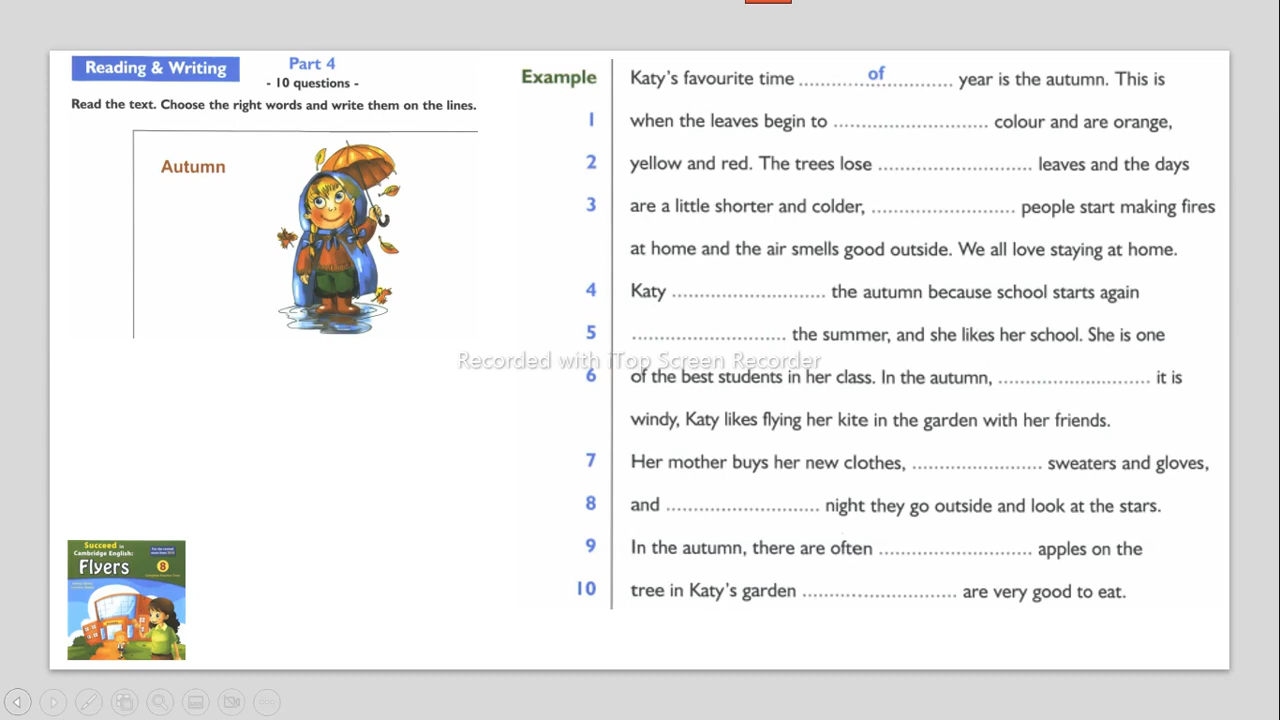 Reading & Writing
Part 4
- 10 questions -
Read the text. Choose the right words and write them on the lines.
Autumn
Example Katy's favourite time ..... of ..... year is the autumn. This is
1 when the leaves begin to ..... colour and are orange,
2 yellow and red. The trees lose ..... leaves and the days
3 are a little shorter and colder, ..... people start making fires
at home and the air smells good outside. We all love staying at home.
4 Katy ..... the autumn because school starts again
5 ..... the summer, and she likes her school. She is one
Recorded with iTop Screen Recorder
6 of the best students in her class. In the autumn, ..... it is
windy, Katy likes flying her kite in the garden with her friends.
7 Her mother buys her new clothes, ..... sweaters and gloves,
8 and ..... night they go outside and look at the stars.
9 In the autumn, there are often ..... apples on the
10 tree in Katy's garden ..... are very good to eat.
Succeed in
Cambridge English:
Flyers
8